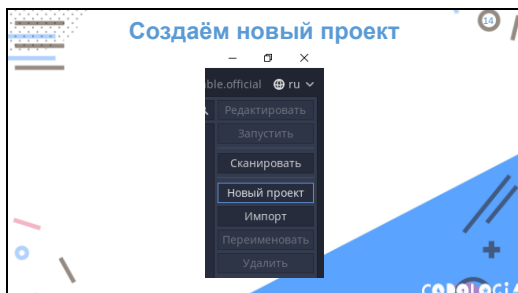 Создаём новый проект
14
ble.official ru
Редактировать
Запустить
Сканировать
Новый проект
Импорт
Переименовать
Удалить